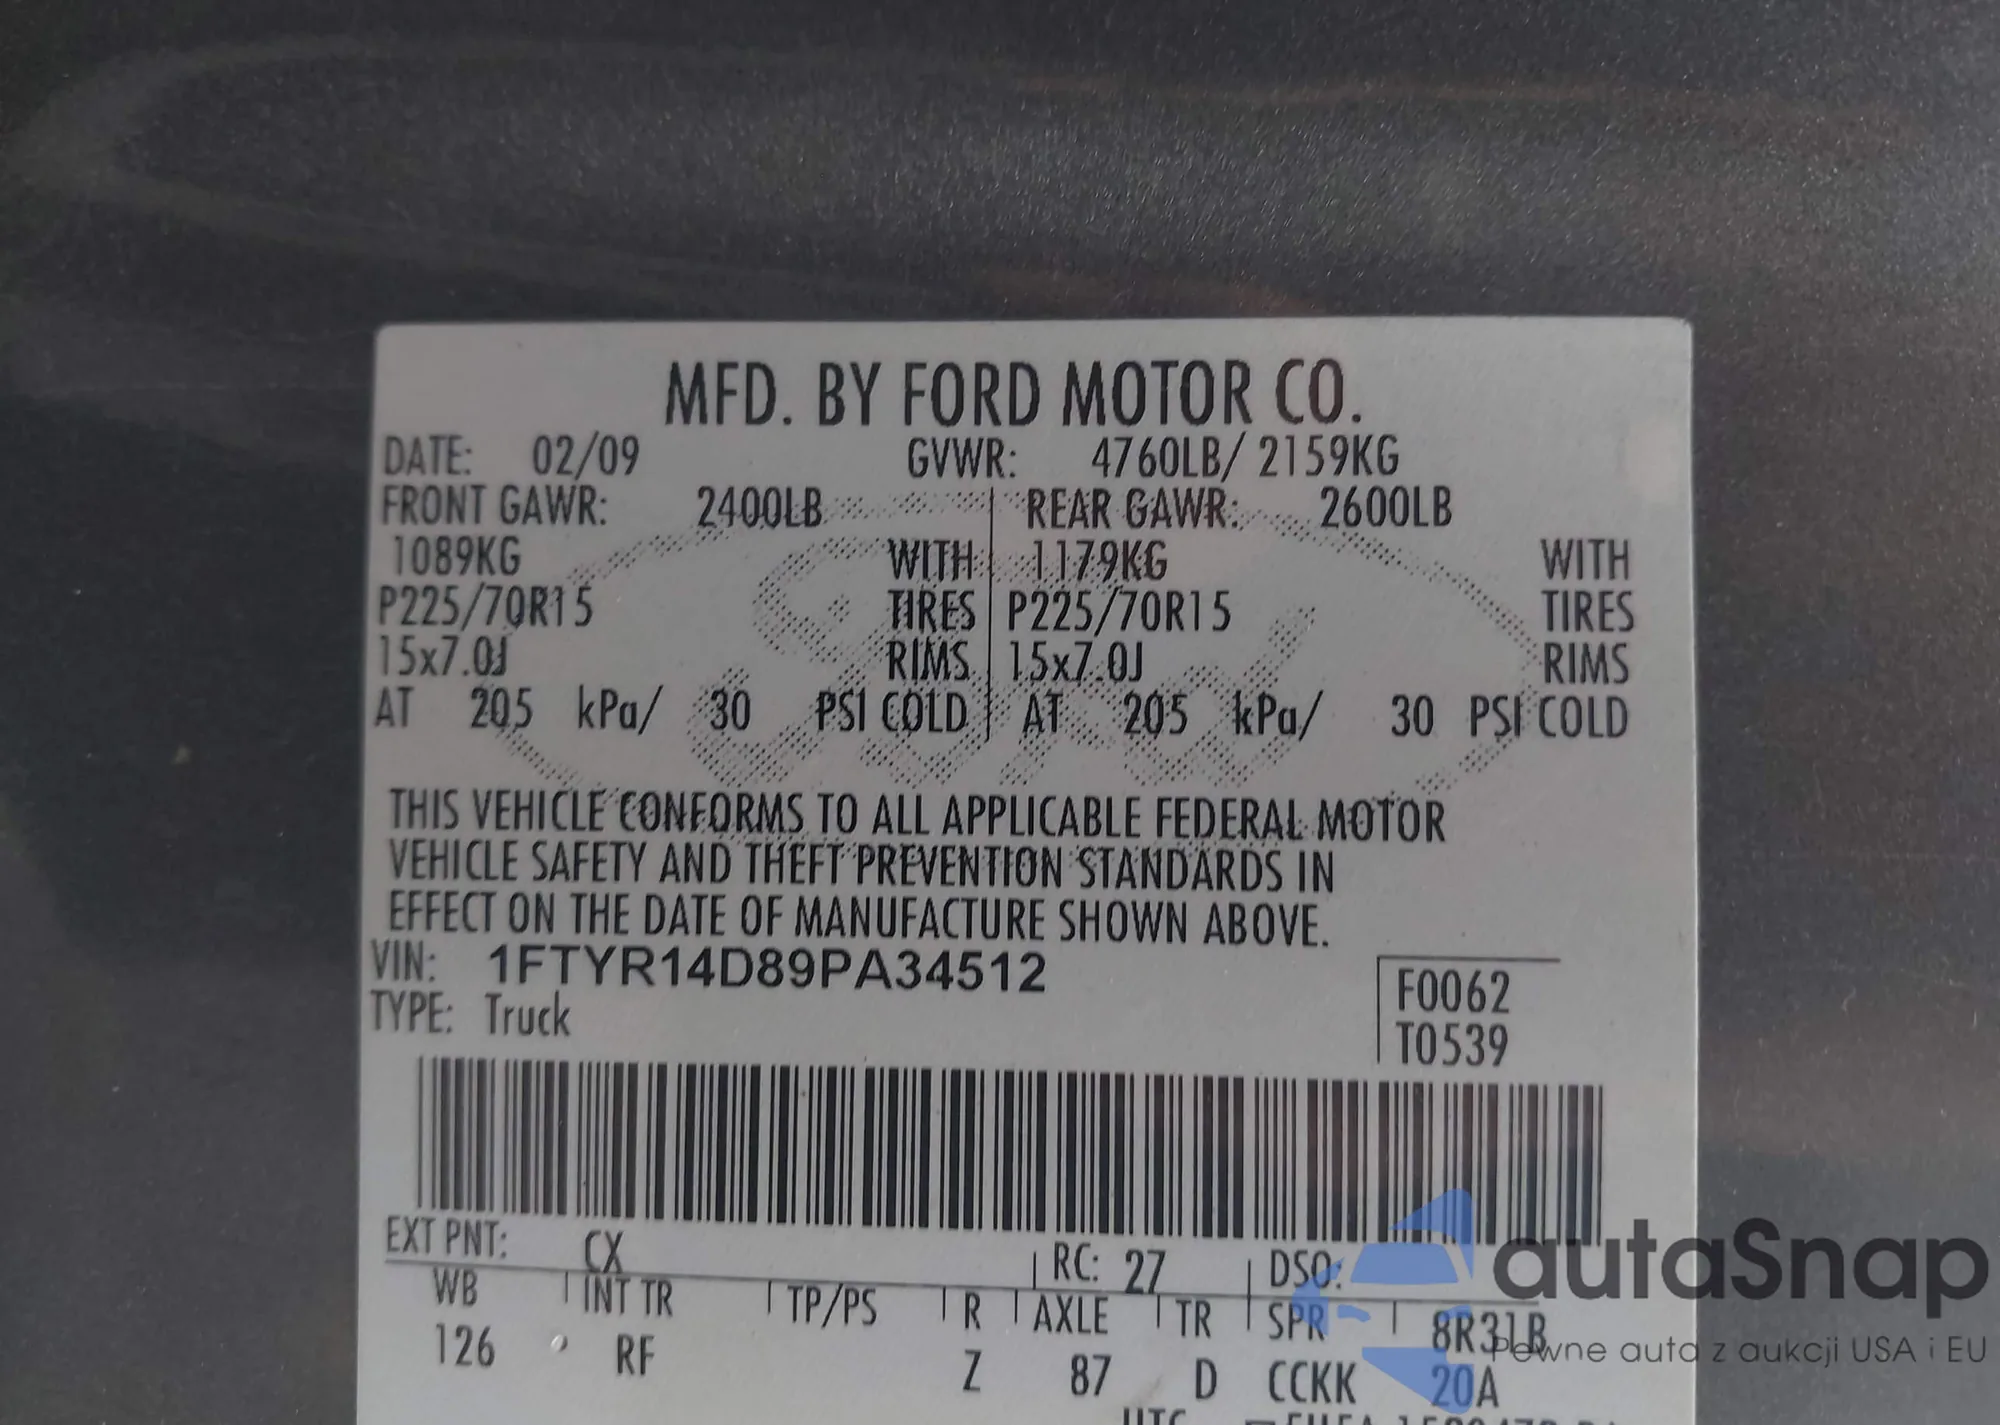 MFD. BY FORD MOTOR CO.
DATE: 02/09 GVWR: 4760LB/ 2159KG
FRONT GAWR: 2400LB REAR GAWR: 2600LB
1089KG WITH 1179KG WITH
P225/70R15 TIRES P225/70R15 TIRES
15x7.0J RIMS 15x7.0J RIMS
AT 205 kPa/ 30 PSI COLD AT 205 kPa/ 30 PSI COLD
THIS VEHICLE CONFORMS TO ALL APPLICABLE FEDERAL MOTOR
VEHICLE SAFETY AND THEFT PREVENTION STANDARDS IN
EFFECT ON THE DATE OF MANUFACTURE SHOWN ABOVE.
VIN: 1FTYR14D89PA34512
TYPE: Truck
F0062
T0539
EXT PNT: CX RC: 27 DSO:
WB INT TR TP/PS R AXLE TR SPR 8R31B
126 RF Z 87 D CCKK 20A
UTC
autaSnap
Pewne auta z aukcji USA i EU